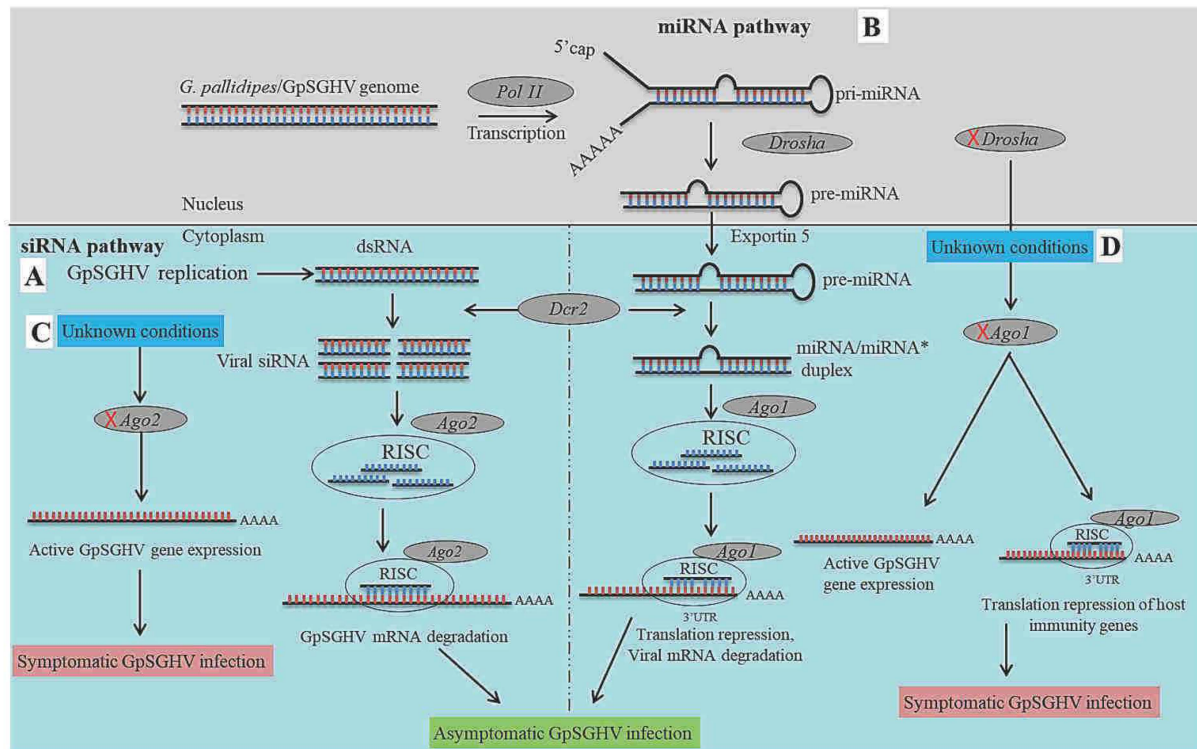 miRNA pathway
B
5’cap
G. pallidipes/GpSGHV genome
Pol II
Transcription
pri-miRNA
AAAAA
Drosha
X Drosha
pre-miRNA
Nucleus
Cytoplasm
Exportin 5
siRNA pathway
A
GpSGHV replication
dsRNA
pre-miRNA
Unknown conditions
D
Dcr2
C
Unknown conditions
Viral siRNA
miRNA/miRNA*
duplex
X Ago1
X Ago2
Ago2
RISC
Ago1
RISC
AAAA
Active GpSGHV gene expression
Ago2
RISC
AAAA
GpSGHV mRNA degradation
Ago1
RISC
AAAA
3’UTR
Translation repression,
Viral mRNA degradation
AAAA
Active GpSGHV
gene expression
Ago1
RISC
AAAA
3’UTR
Translation repression of host
immunity genes
Symptomatic GpSGHV infection
Symptomatic GpSGHV infection
Asymptomatic GpSGHV infection